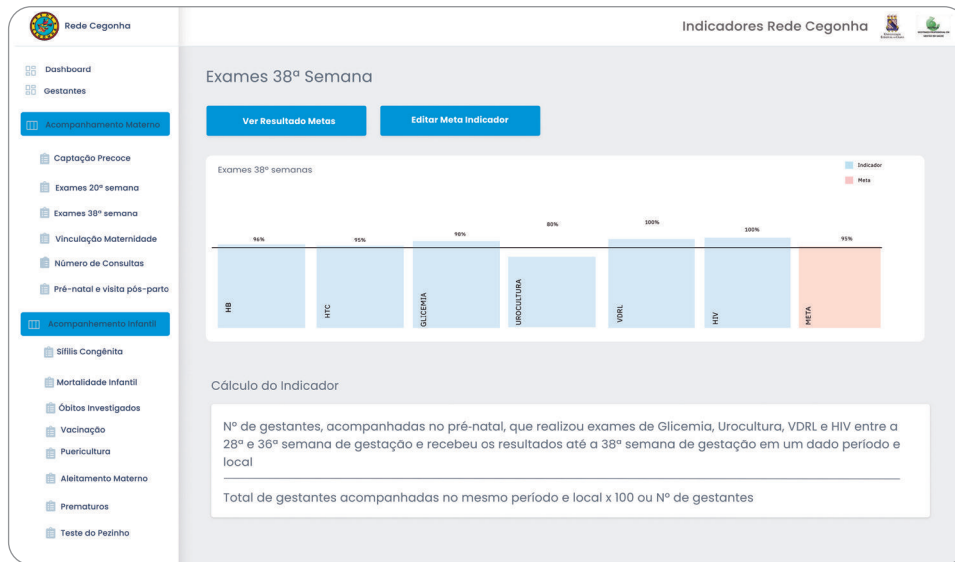 Rede Cegonha
Indicadores Rede Cegonha
Dashboard
Gestantes
Acompanhamento Materno
Captação Precoce
Exames 20ª semana
Exames 38ª semana
Vinculação Maternidade
Número de Consultas
Pré-natal e visita pós-parto
Acompanhemento Infantil
Sífilis Congênita
Mortalidade Infantil
Óbitos Investigados
Vacinação
Puericultura
Aleitamento Materno
Prematuros
Teste do Pezinho
Exames 38ª Semana
Ver Resultado Metas
Editar Meta Indicador
Exames 38ª semanas
Indicador
Meta
96%
95%
90%
80%
100%
100%
95%
HB
HTC
GLICEMIA
UROCULTURA
VDRL
HIV
META
Cálculo do Indicador
Nº de gestantes, acompanhadas no pré-natal, que realizou exames de Glicemia, Urocultura, VDRL e HIV entre a
28ª e 36ª semana de gestação e recebeu os resultados até a 38ª semana de gestação em um dado período e
local
Total de gestantes acompanhadas no mesmo período e local x 100 ou Nº de gestantes